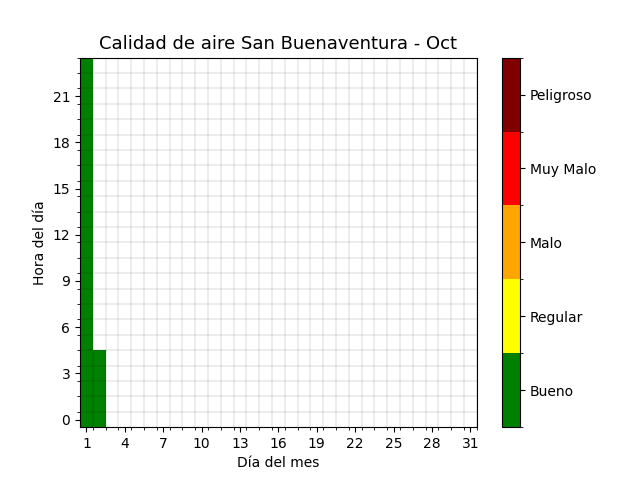 Calidad de aire San Buenaventura - Oct
Hora del día
21
18
15
12
9
6
3
0
1 4 7 10 13 16 19 22 25 28 31
Día del mes
Peligroso
Muy Malo
Malo
Regular
Bueno